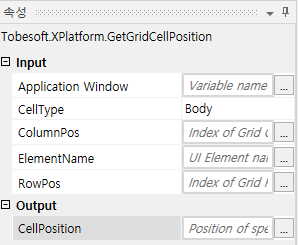 속성
Tobesoft.XPlatform.GetGridCellPosition
Input
Application Window Variable name ...
CellType Body
ColumnPos Index of Grid ...
ElementName UI Element na ...
RowPos Index of Grid ...
Output
CellPosition Position of spe ...